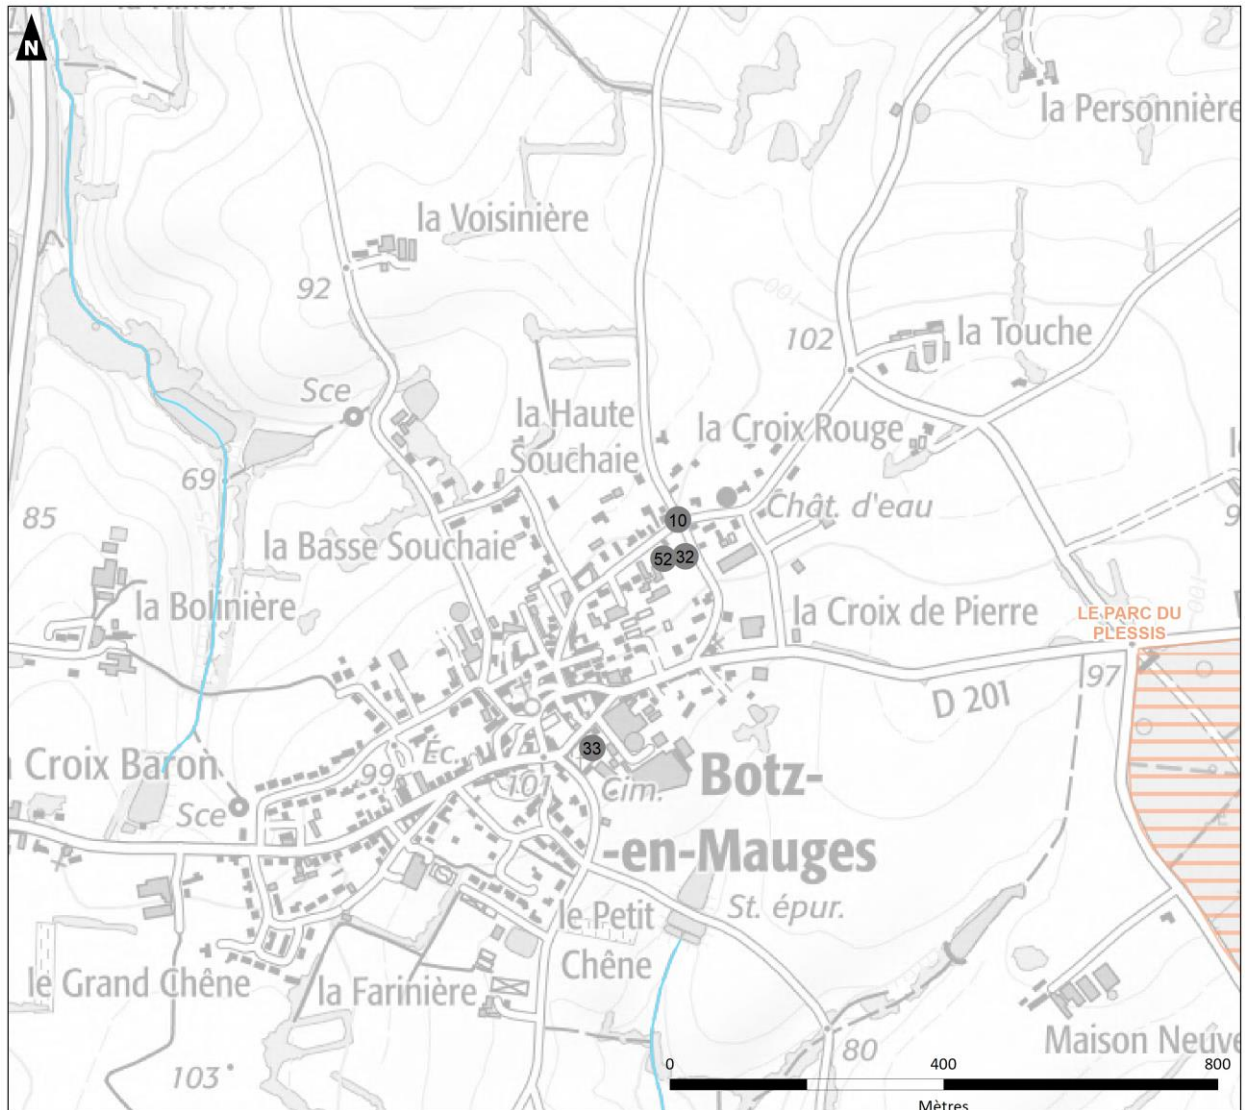 N
la Personnière
la Voisinière
92
102
la Touche
Sce
la Haute
Souchaie
la Croix Rouge
69
85
Chât. d'eau
10
52
32
la Basse Souchaie
la Bolinière
la Croix de Pierre
LE PARC DU
PLESSIS
100
97
D 201
33
Croix Baron
Éc.
99
101
Cim.
Botz-
-en-Mauges
Sce
le Petit
Chêne
St. épur.
le Grand Chêne
la Farinière
Maison Neuve
80
103
0
400
800
Mètres